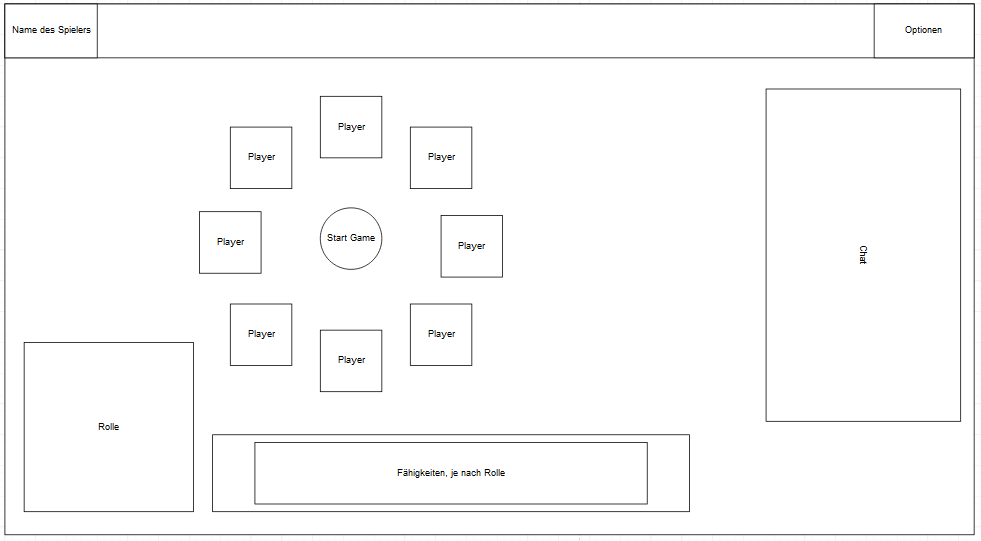 Name des Spielers
Optionen
Player
Player
Player
Player
Start Game
Player
Chat
Player
Player
Player
Rolle
Fähigkeiten, je nach Rolle